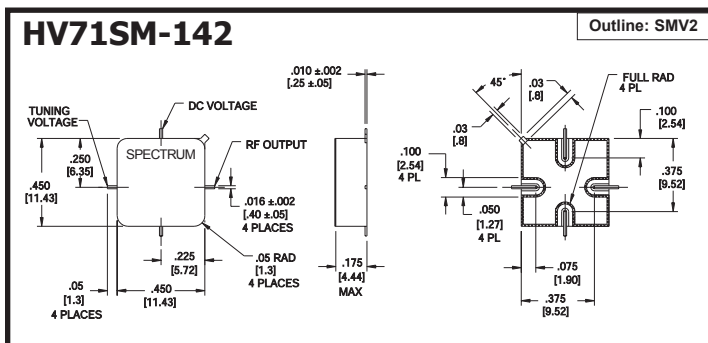 HV71SM-142
Outline: SMV2
.010 ±.002
[.25 ±.05]
45°
.03
[.8]
FULL RAD
4 PL
DC VOLTAGE
TUNING
VOLTAGE
.03
[.8]
.100
[2.54]
SPECTRUM
RF OUTPUT
.250
[6.35]
.100
[2.54]
4 PL
.375
[9.52]
.450
[11.43]
.016 ±.002
[.40 ±.05]
4 PLACES
.050
[1.27]
4 PL
.225
[5.72]
.05 RAD
[1.3]
4 PLACES
.175
[4.44]
MAX
.075
[1.90]
.05
[1.3]
4 PLACES
.450
[11.43]
.375
[9.52]